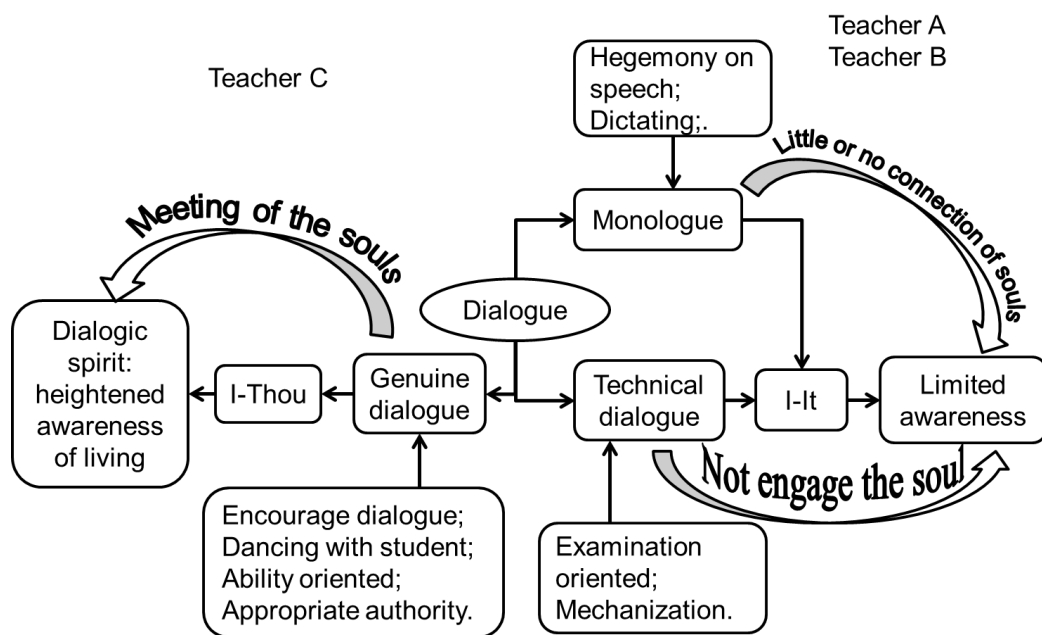 Teacher A
Teacher B
Teacher C
Hegemony on
speech;
Dictating;.
Little or no connection of souls
Meeting of the souls
Monologue
Dialogue
Dialogic
spirit:
heightened
awareness
of living
I-Thou
Genuine
dialogue
Technical
dialogue
I-It
Limited
awareness
Not engage the soul
Encourage dialogue;
Dancing with student;
Ability oriented;
Appropriate authority.
Examination
oriented;
Mechanization.